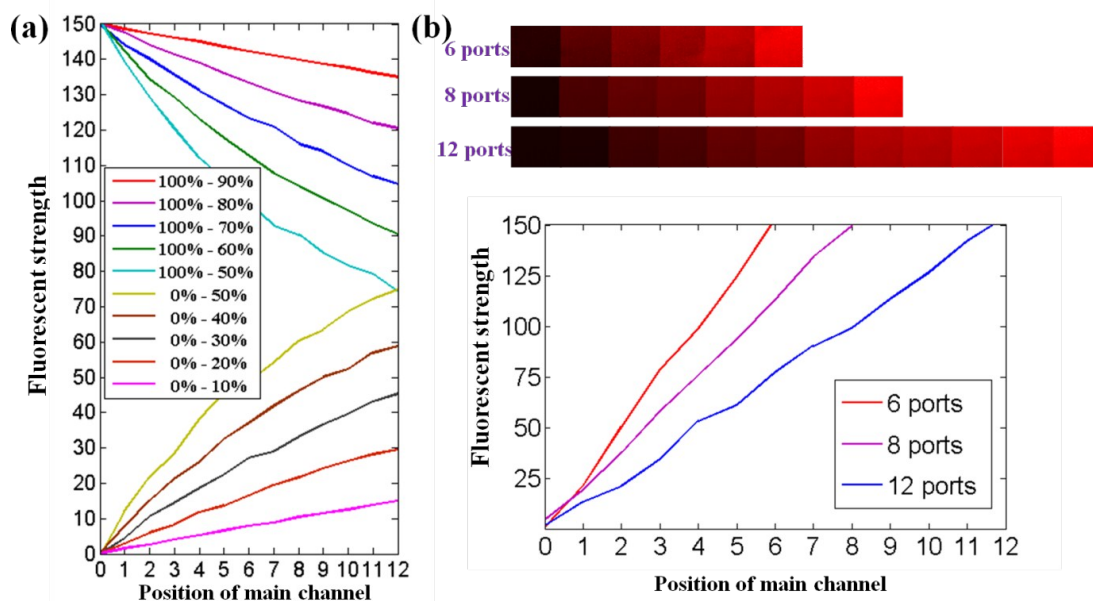 (a)
150
140
130
120
110
100
90
80
70
60
50
40
30
20
10
0
Fluorescent strength
100% - 90%
100% - 80%
100% - 70%
100% - 60%
100% - 50%
0% - 50%
0% - 40%
0% - 30%
0% - 20%
0% - 10%
0 1 2 3 4 5 6 7 8 9 10 11 12
Position of main channel
(b)
6 ports
8 ports
12 ports
150
125
100
75
50
25
Fluorescent strength
6 ports
8 ports
12 ports
0 1 2 3 4 5 6 7 8 9 10 11 12
Position of main channel